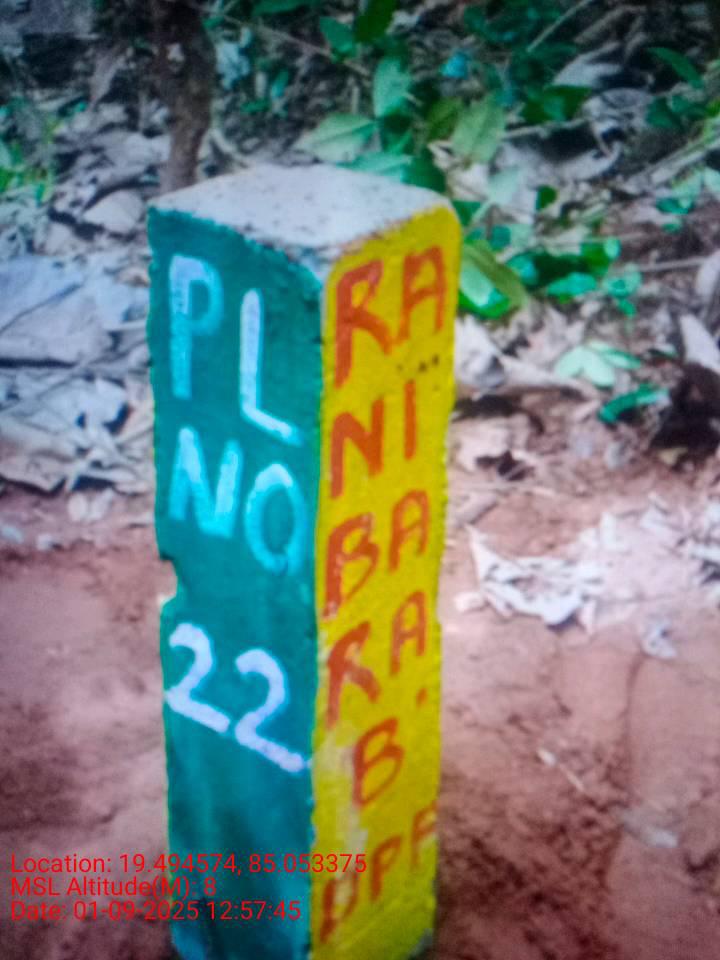 PL
NO
22
RA
NI
BA
RA.
B
DPF
Location: 19.494574, 85.053375
MSL Altitude(M): 8
Date: 01-09-2025 12:57:45